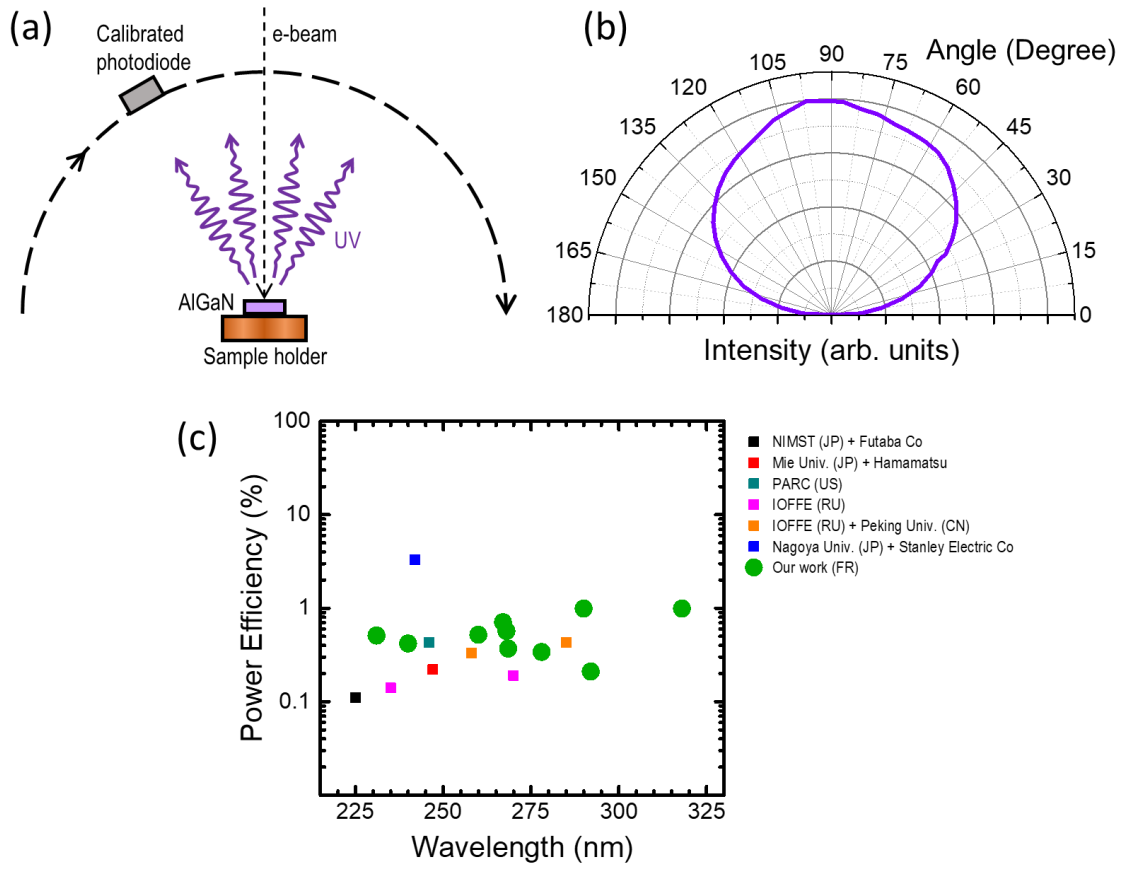 (a)
Calibrated
photodiode
e-beam
UV
AlGaN
Sample holder
(b)
Angle (Degree)
90
105
75
120
60
135
45
150
30
165
15
180
0
Intensity (arb. units)
(c)
Power Efficiency (%)
100
10
1
0.1
225
250
275
300
325
Wavelength (nm)
NIMST (JP) + Futaba Co
Mie Univ. (JP) + Hamamatsu
PARC (US)
IOFFE (RU)
IOFFE (RU) + Peking Univ. (CN)
Nagoya Univ. (JP) + Stanley Electric Co
Our work (FR)